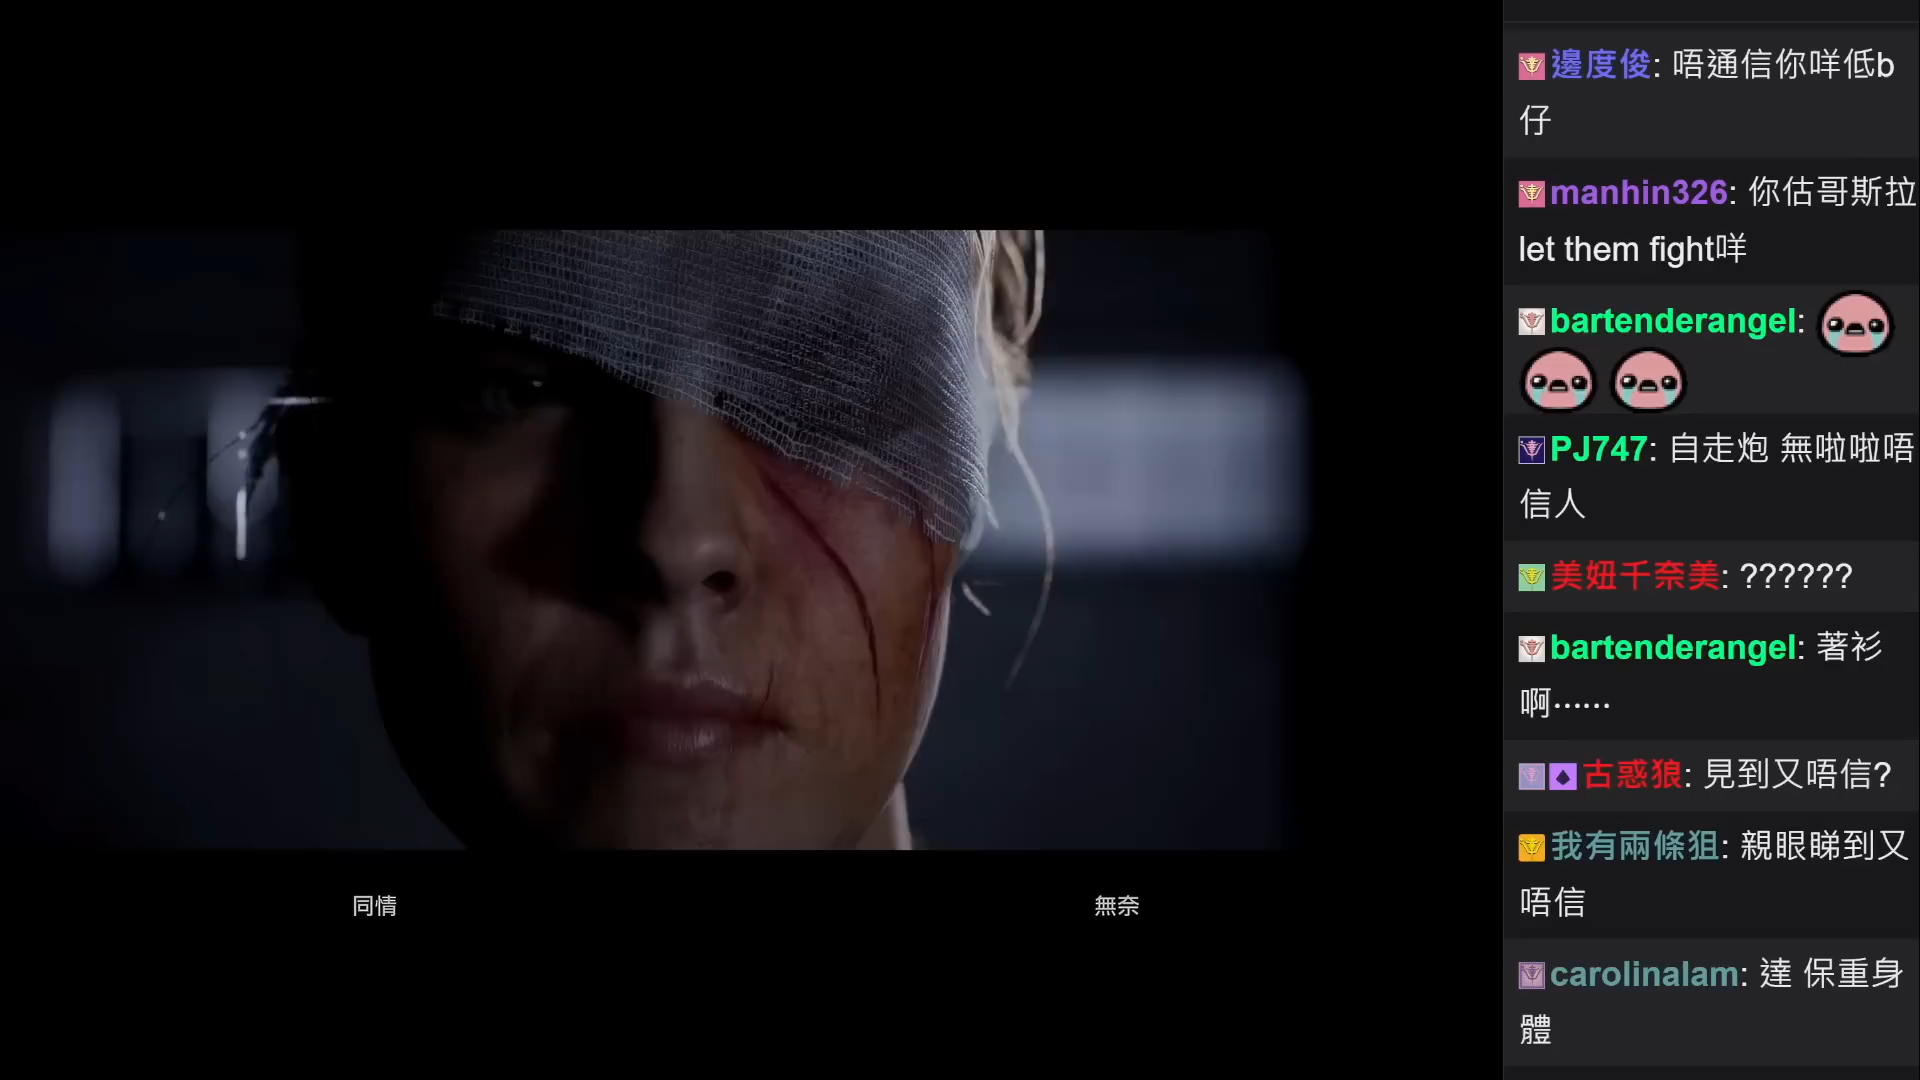 同情
無奈
邊度俊: 唔通信你咩低b
仔
manhin326: 你估哥斯拉
let them fight咩
bartenderangel:
PJ747: 自走炮 無啦啦唔
信人
美妞千奈美: ??????
bartenderangel: 著衫
啊⋯⋯
古惑狼: 見到又唔信?
我有兩條狙: 親眼睇到又
唔信
carolinalam: 達 保重身
體